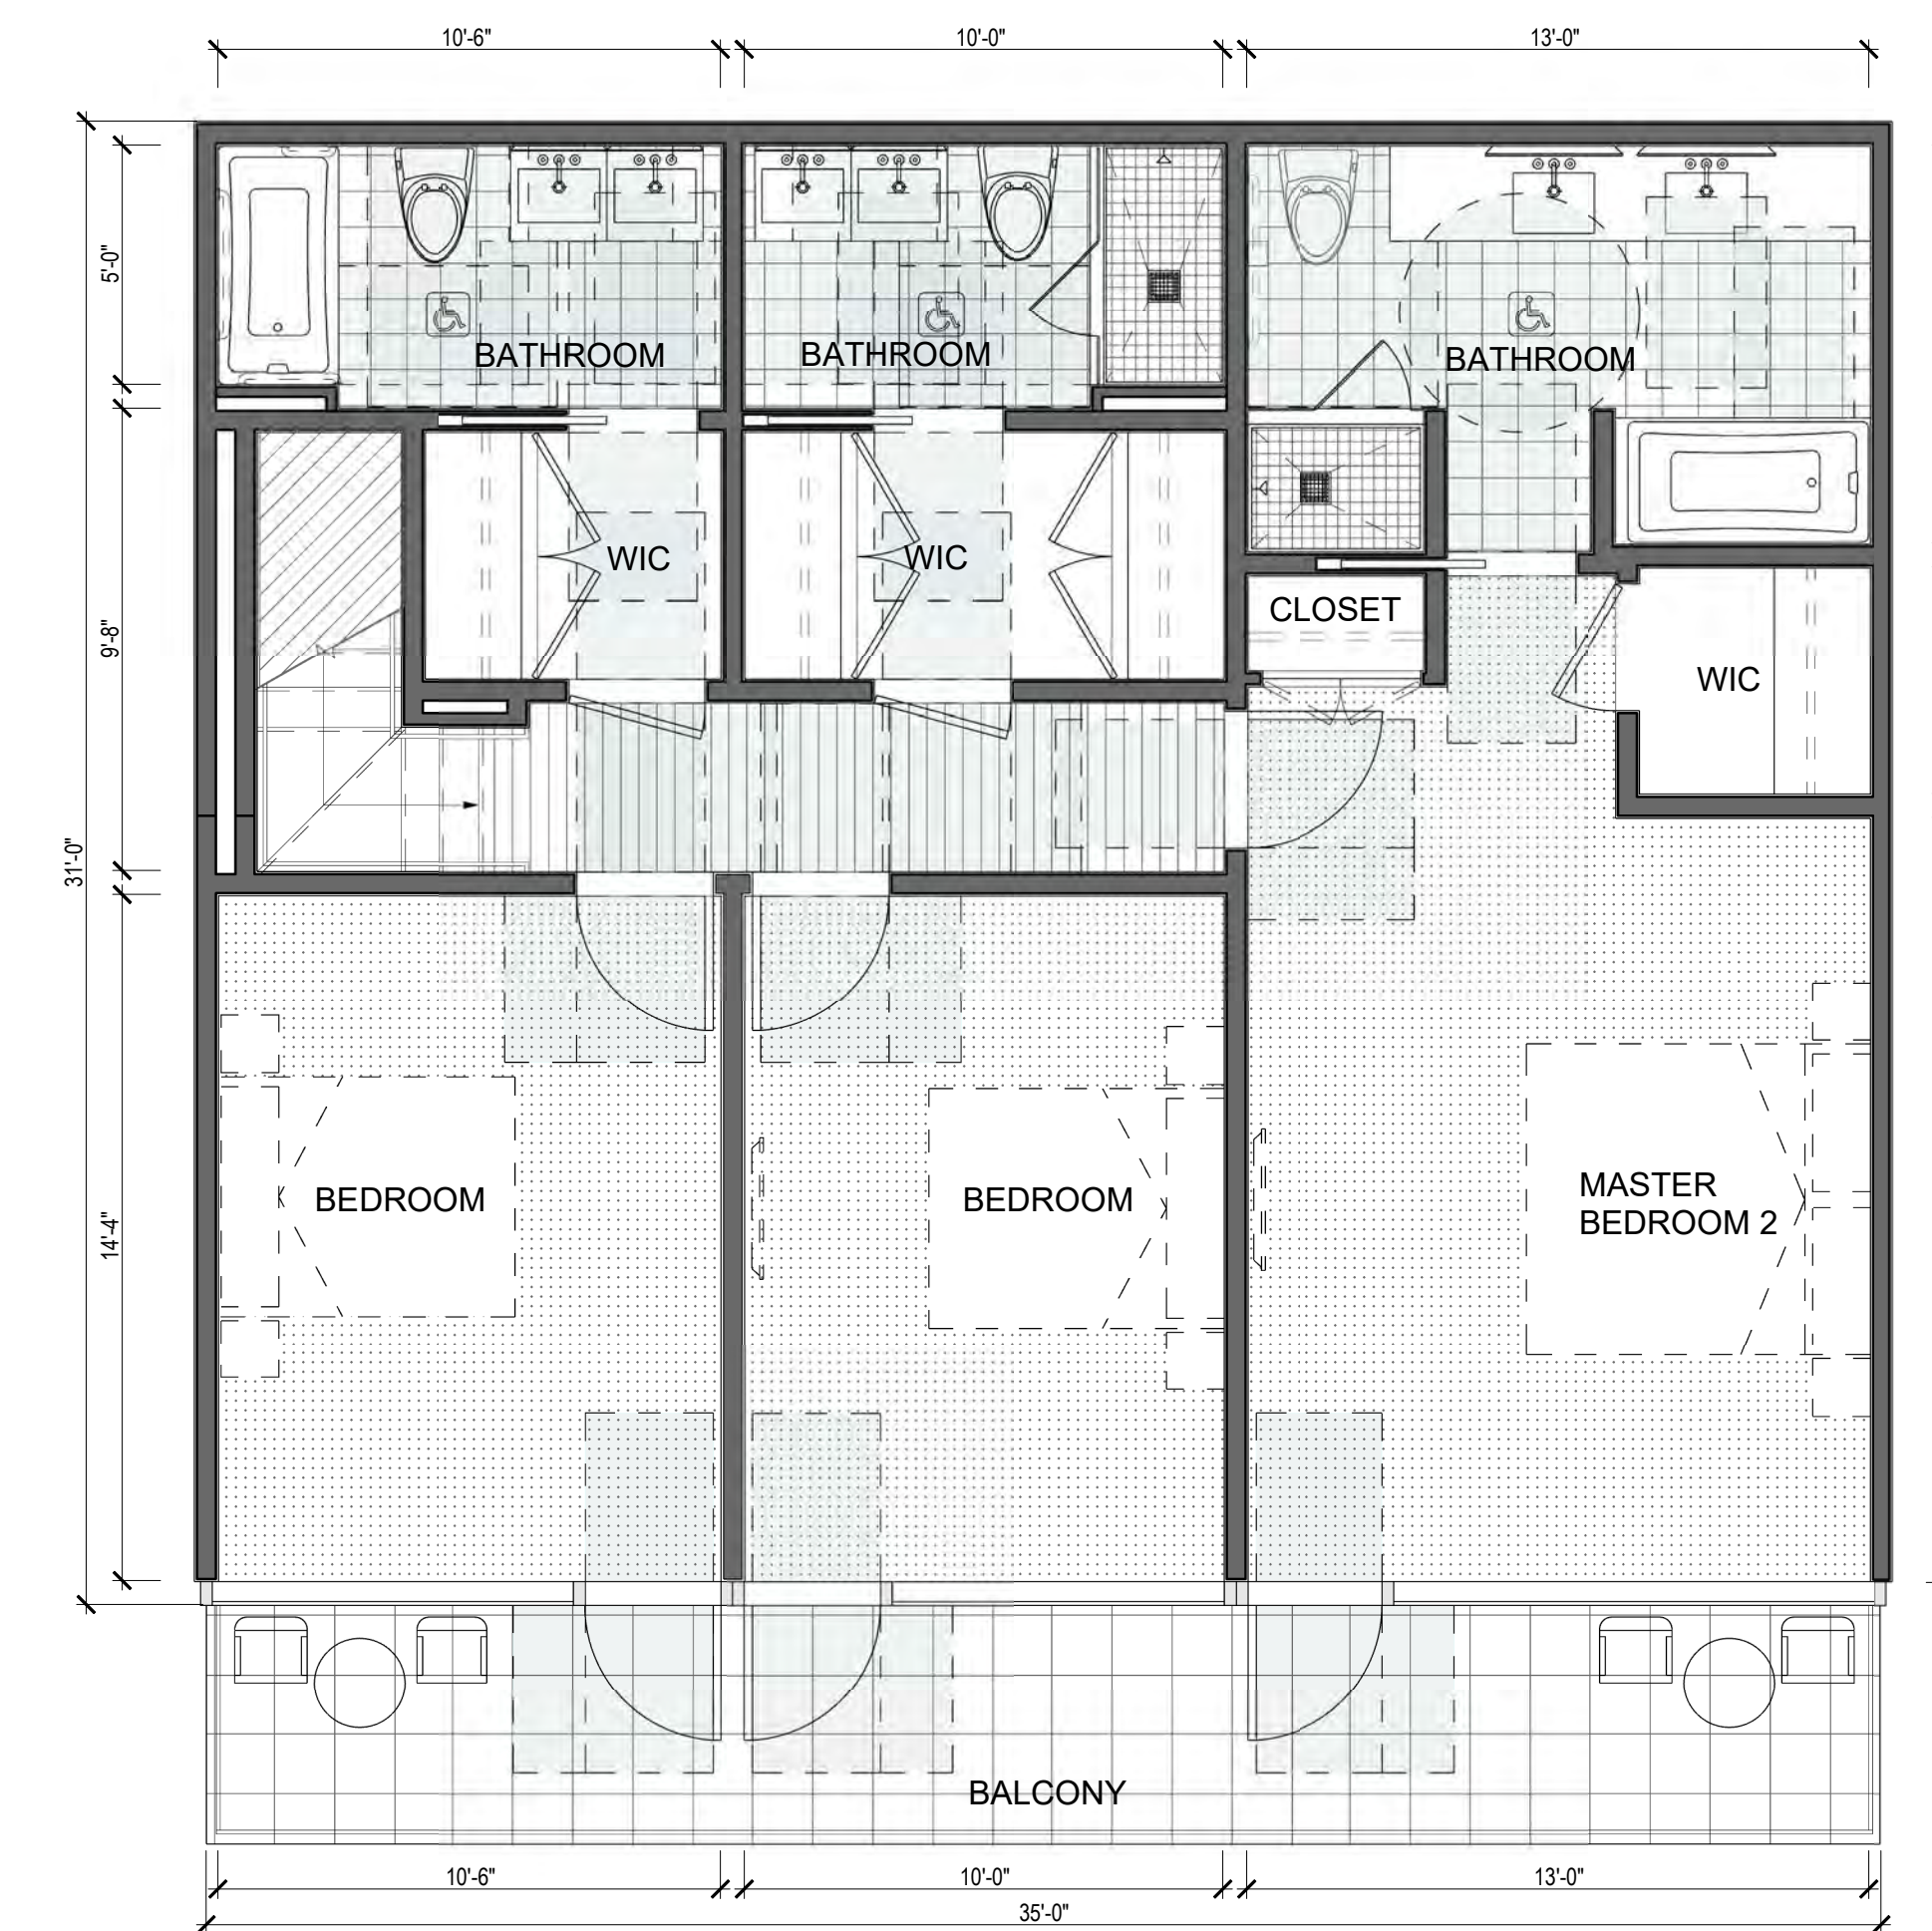 10'-6"
10'-0"
13'-0"
5'-0"
BATHROOM
BATHROOM
BATHROOM
WIC
WIC
CLOSET
9'-8"
WIC
31'-0"
BEDROOM
BEDROOM
MASTER
BEDROOM 2
14'-4"
BALCONY
10'-6"
10'-0"
13'-0"
35'-0"